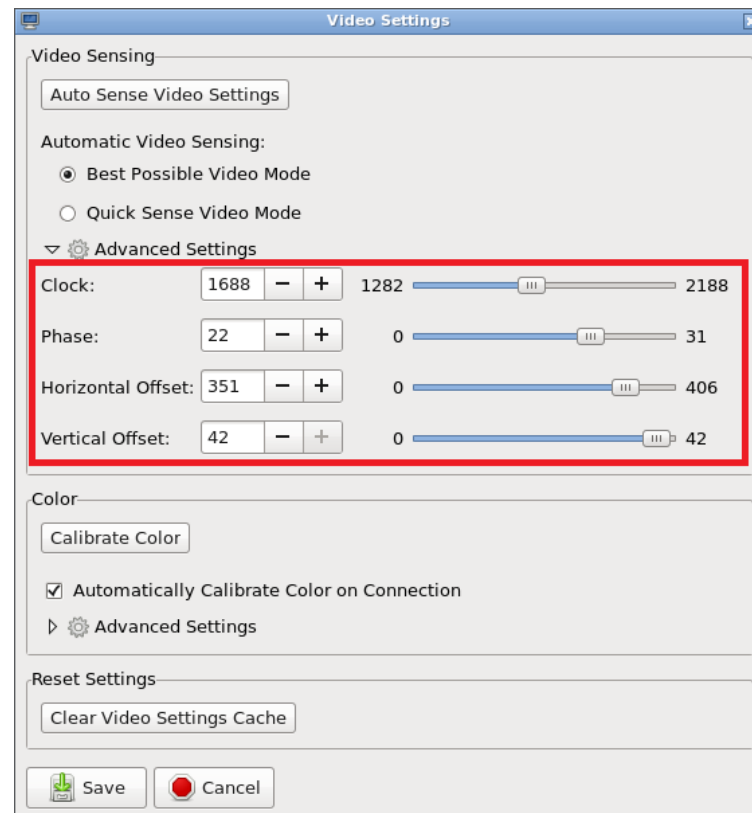 Video Settings
Video Sensing
Auto Sense Video Settings
Automatic Video Sensing:
Best Possible Video Mode
Quick Sense Video Mode
Advanced Settings
Clock: 1688 − + 1282 2188
Phase: 22 − + 0 31
Horizontal Offset: 351 − + 0 406
Vertical Offset: 42 − + 0 42
Color
Calibrate Color
Automatically Calibrate Color on Connection
Advanced Settings
Reset Settings
Clear Video Settings Cache
Save Cancel